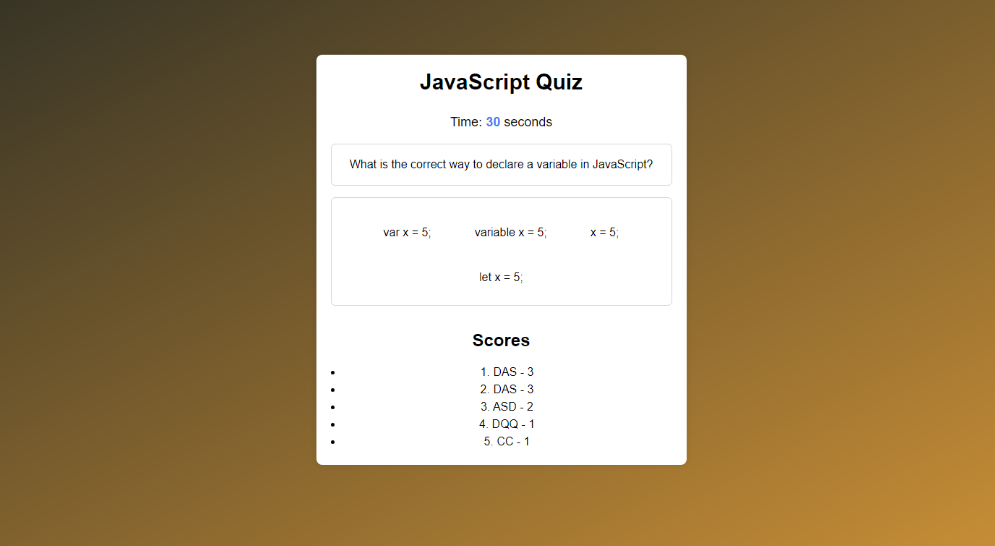 JavaScript Quiz
Time: 30 seconds
What is the correct way to declare a variable in JavaScript?
var x = 5; variable x = 5; x = 5;
let x = 5;
Scores
1. DAS - 3
2. DAS - 3
3. ASD - 2
4. DQQ - 1
5. CC - 1